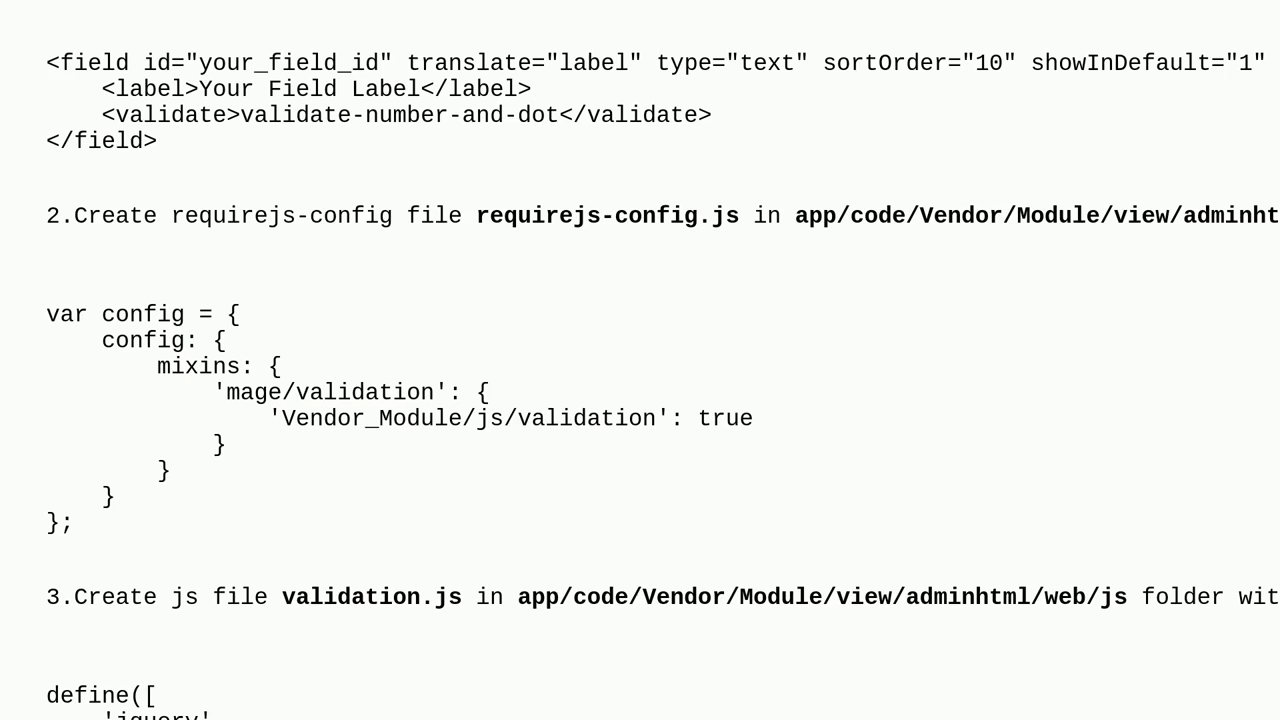 <field id="your_field_id" translate="label" type="text" sortOrder="10" showInDefault="1"
    <label>Your Field Label</label>
    <validate>validate-number-and-dot</validate>
</field>
2.Create requirejs-config file requirejs-config.js in app/code/Vendor/Module/view/adminht
var config = {
    config: {
        mixins: {
            'mage/validation': {
                'Vendor_Module/js/validation': true
            }
        }
    }
};
3.Create js file validation.js in app/code/Vendor/Module/view/adminhtml/web/js folder wit
define([
    'jquery'